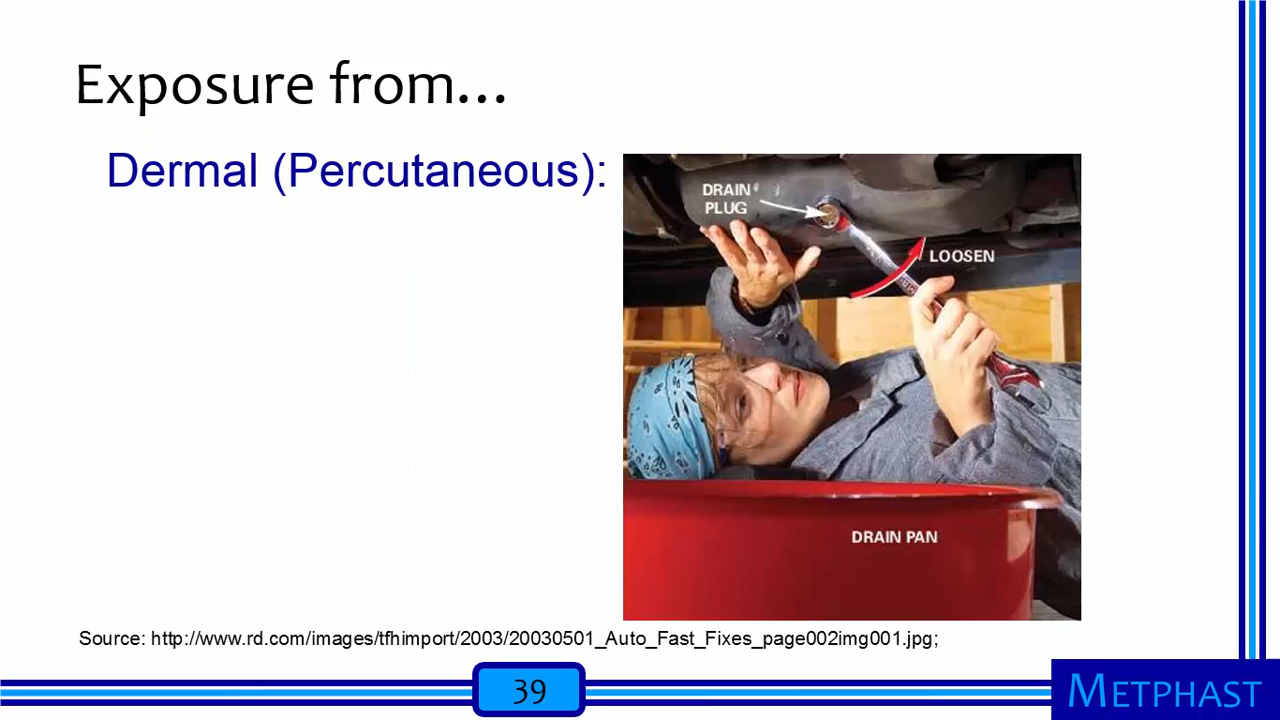 Exposure from...
Dermal (Percutaneous):
DRAIN
PLUG
LOOSEN
DRAIN PAN
Source: http://www.rd.com/images/tfhimport/2003/20030501_Auto_Fast_Fixes_page002img001.jpg;
39
METPHAST